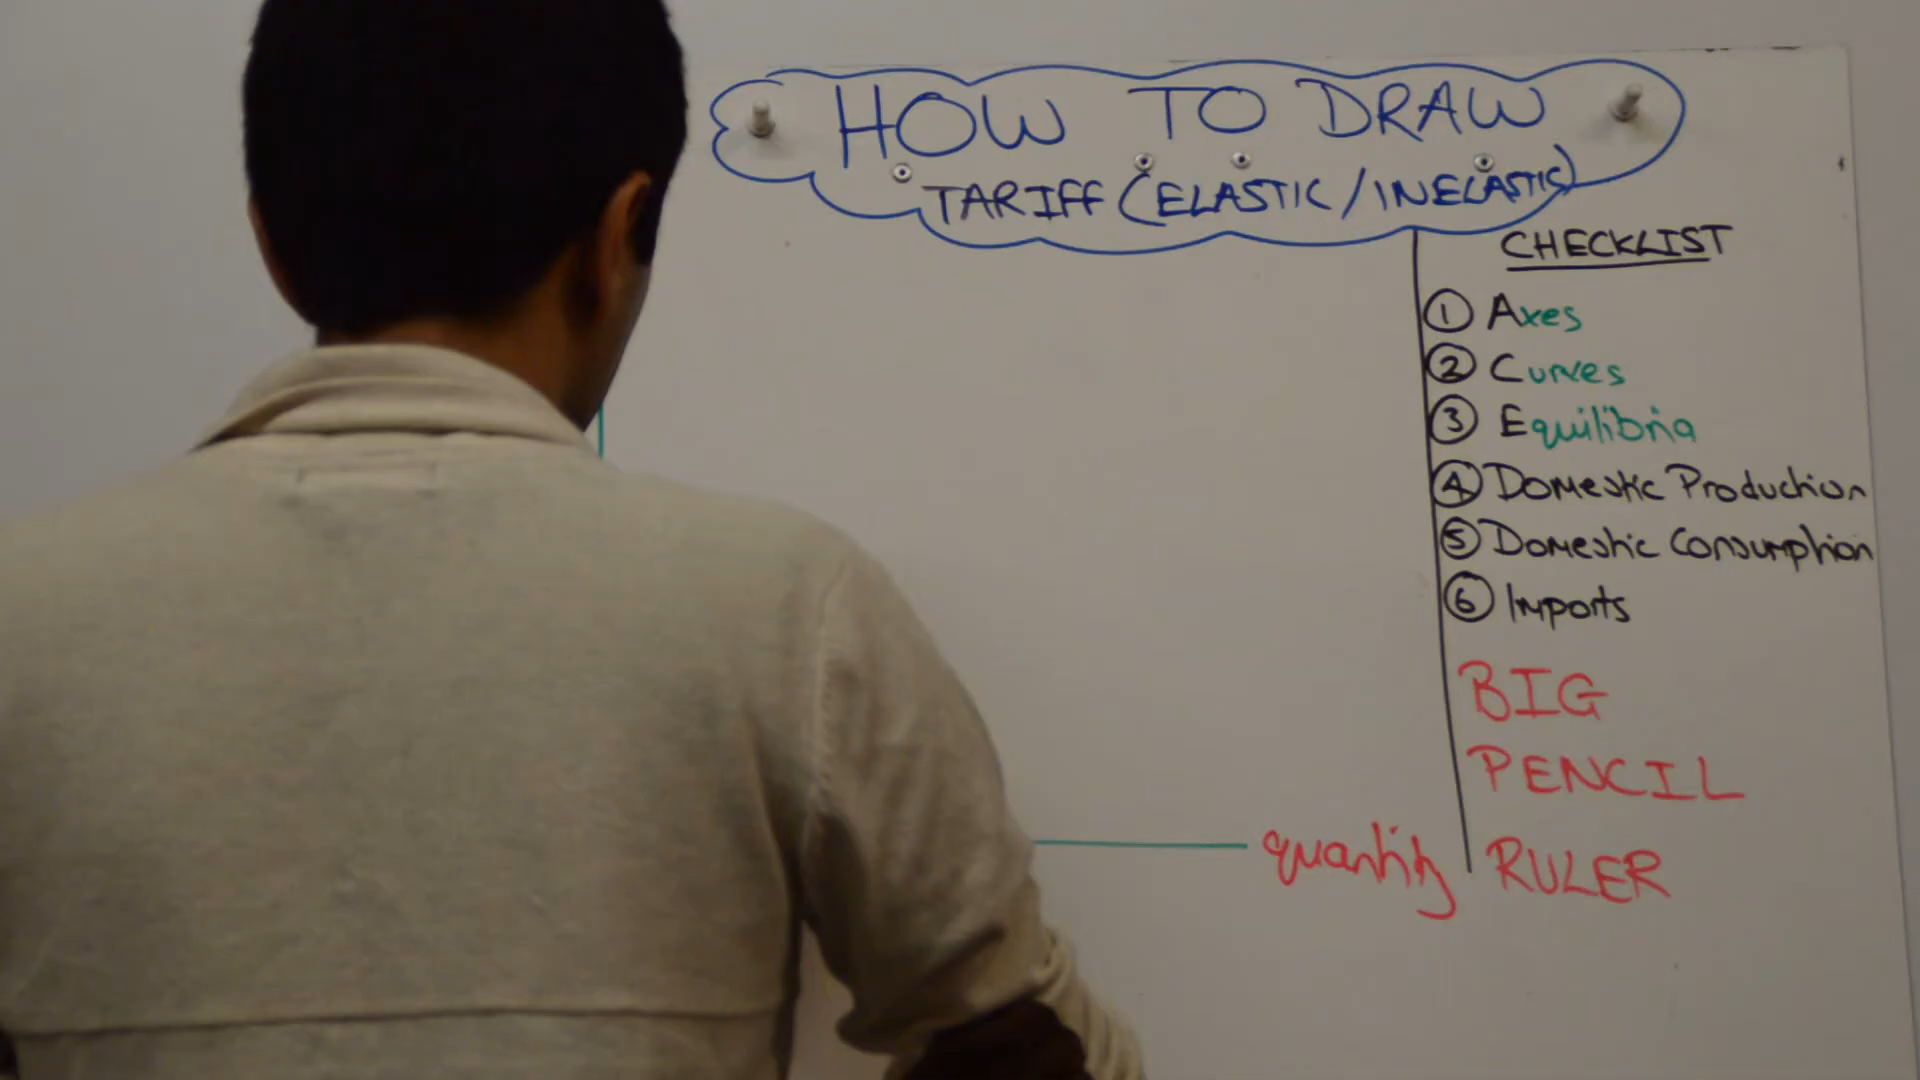 HOW TO DRAW
TARIFF (ELASTIC/INELASTIC)
CHECKLIST
① Axes
② Curves
③ Equilibria
④ Domestic Production
⑤ Domestic Consumption
⑥ Imports
BIG
PENCIL
RULER
quantity